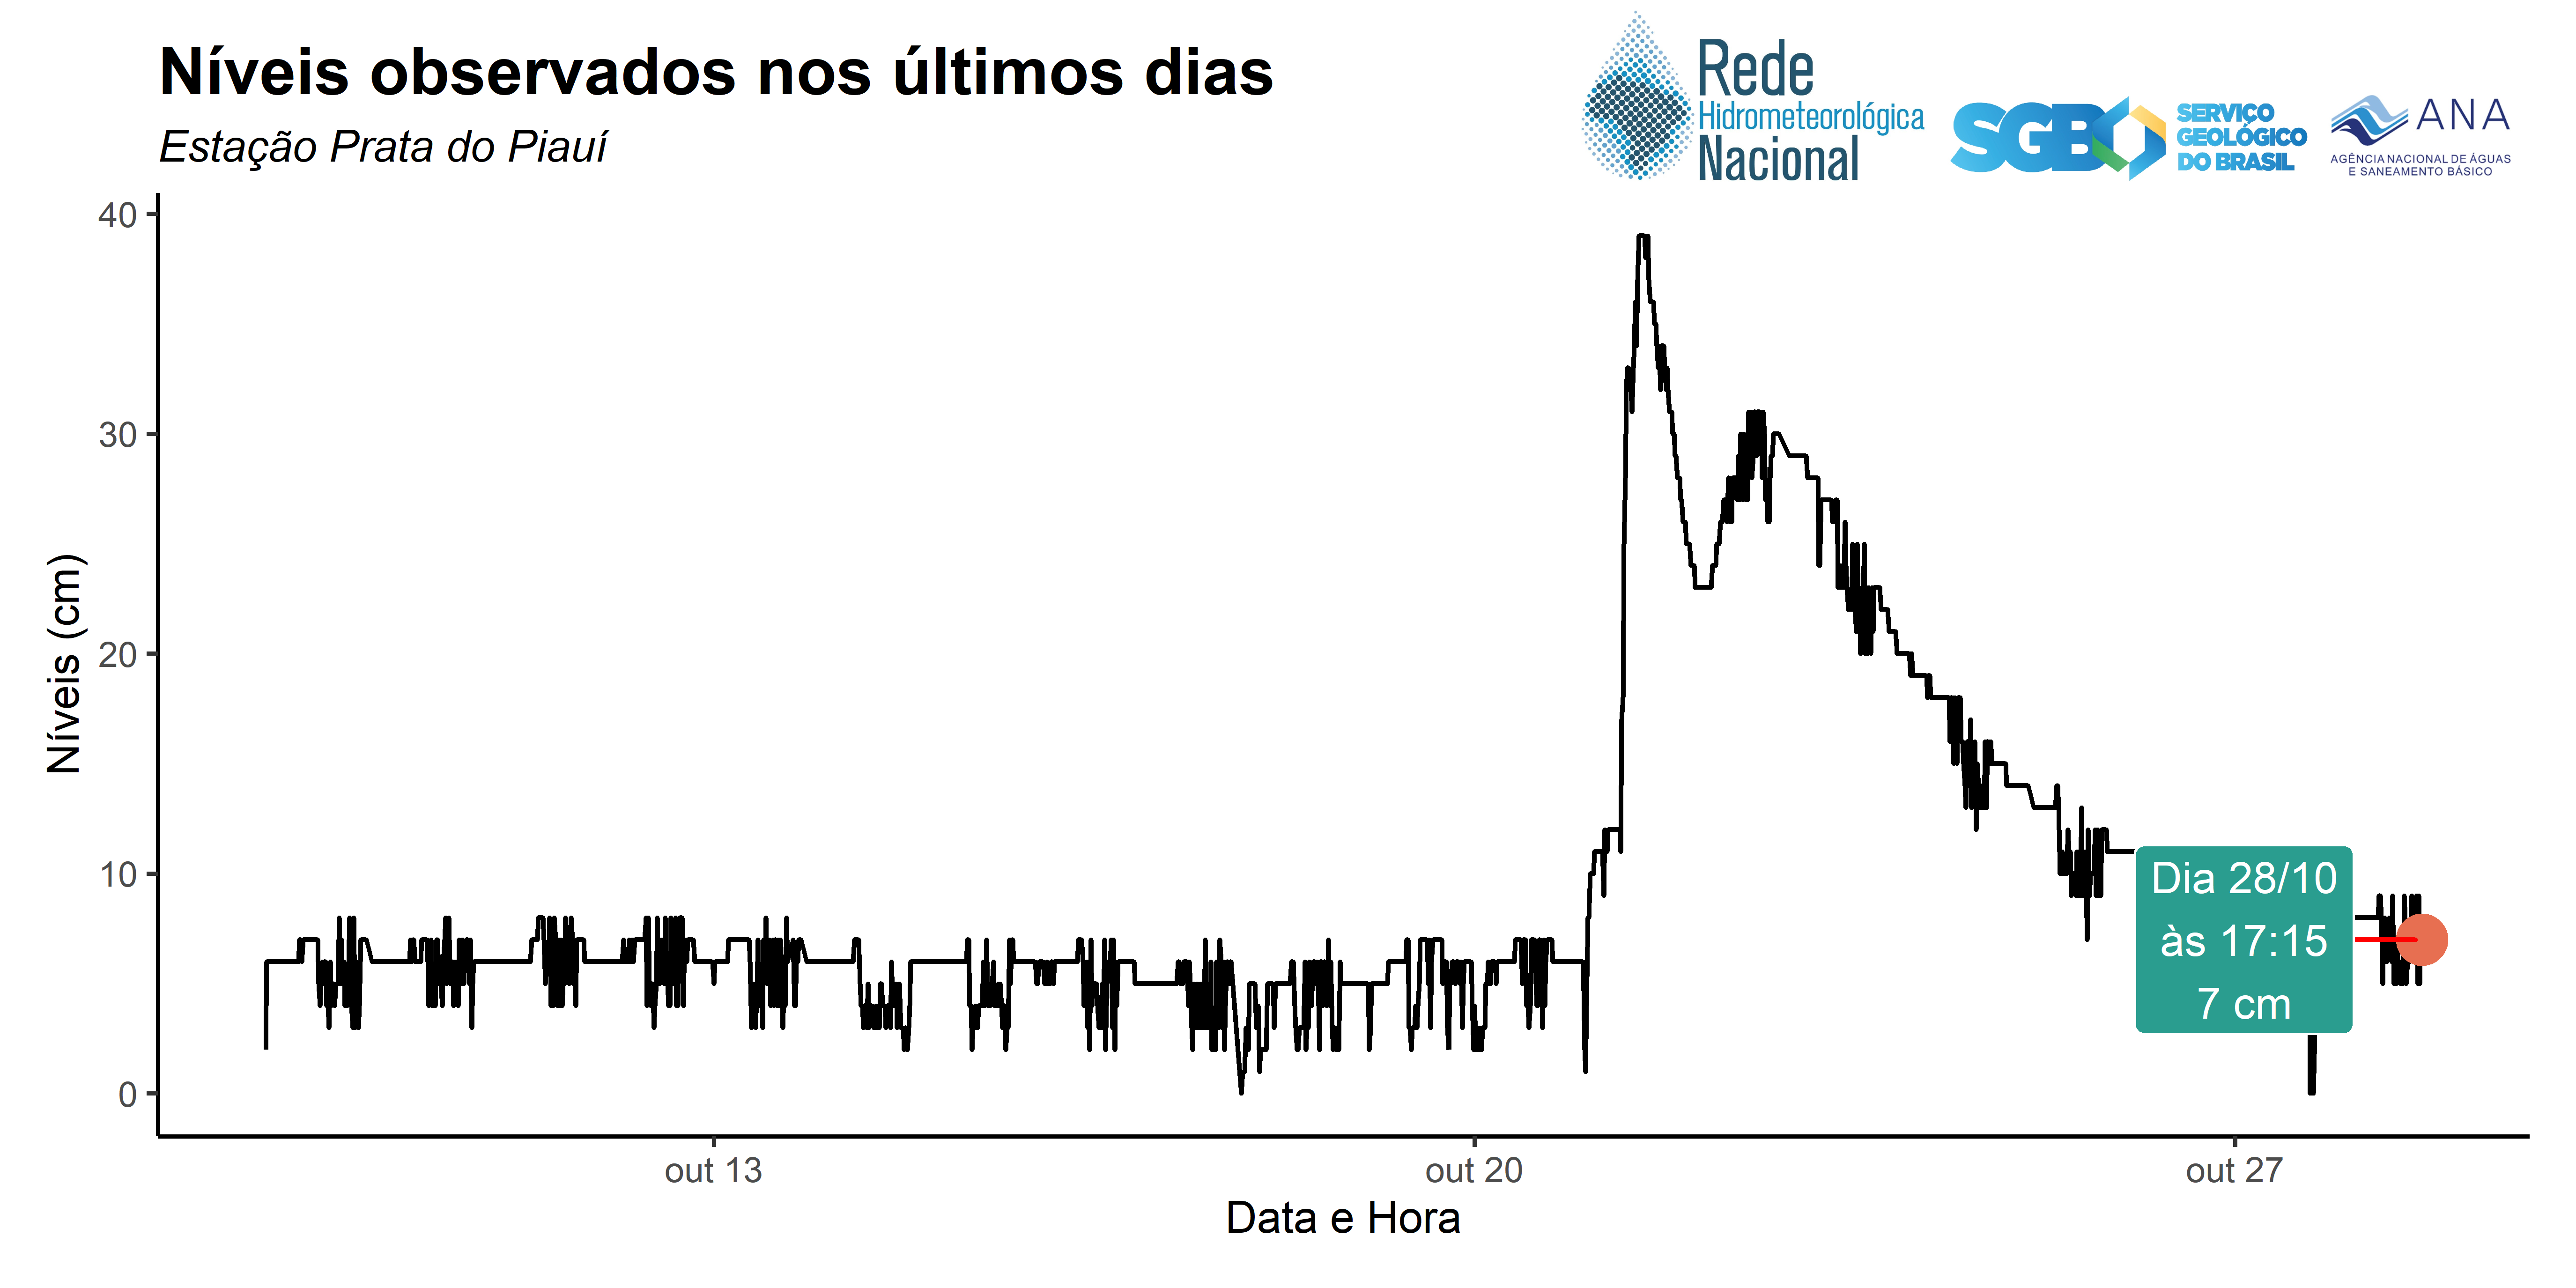 Níveis observados nos últimos dias
Estação Prata do Piauí
Rede
Hidrometeorológica
Nacional
SGB
SERVIÇO
GEOLÓGICO
DO BRASIL
ANA
AGÊNCIA NACIONAL DE ÁGUAS
E SANEAMENTO BÁSICO
Níveis (cm)
40
30
20
10
0
Dia 28/10
às 17:15
7 cm
out 13
out 20
out 27
Data e Hora